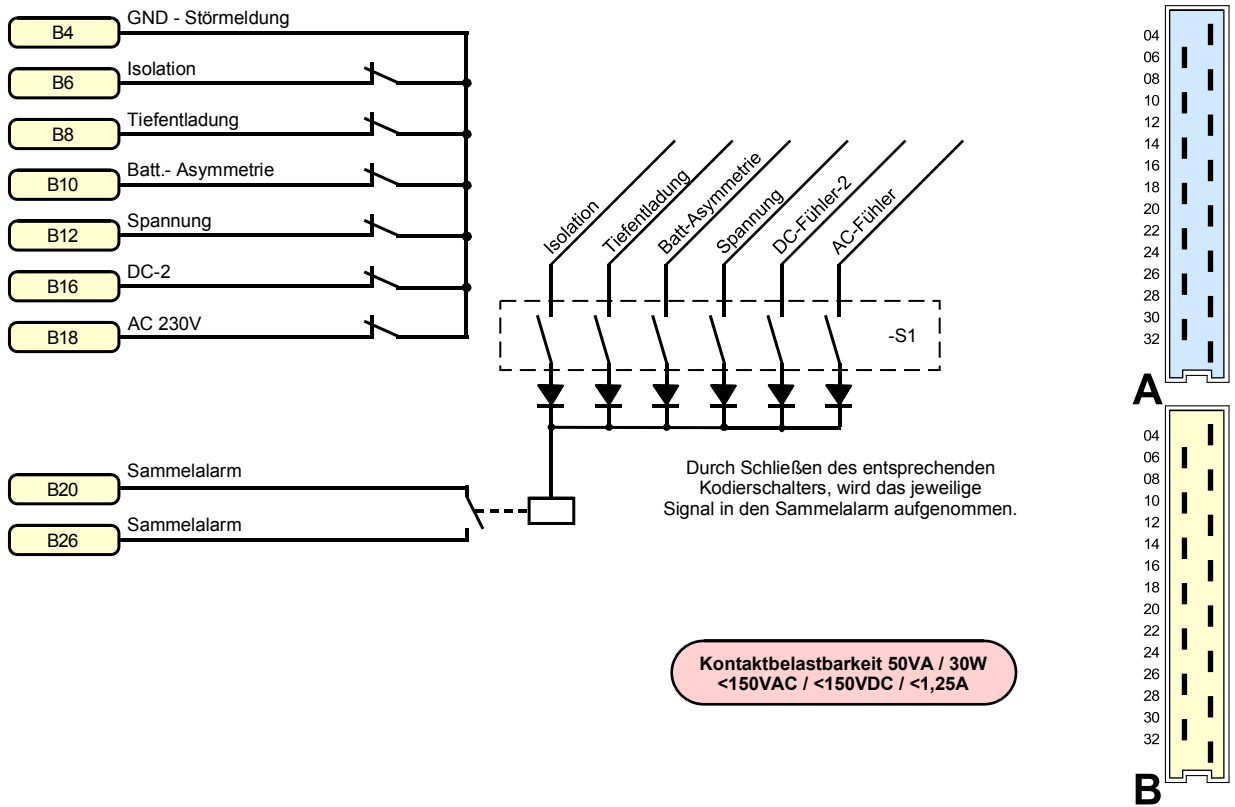 B4
GND - Störmeldung
B6
Isolation
B8
Tiefentladung
B10
Batt.- Asymmetrie
B12
Spannung
B16
DC-2
B18
AC 230V
Isolation
Tiefentladung
Batt-Asymmetrie
Spannung
DC-Fühler-2
AC-Fühler
-S1
B20
Sammelalarm
B26
Sammelalarm
Durch Schließen des entsprechenden
Kodierschalters, wird das jeweilige
Signal in den Sammelalarm aufgenommen.
Kontaktbelastbarkeit 50VA / 30W
<150VAC / <150VDC / <1,25A
04
06
08
10
12
14
16
18
20
22
24
26
28
30
32
A
04
06
08
10
12
14
16
18
20
22
24
26
28
30
32
B